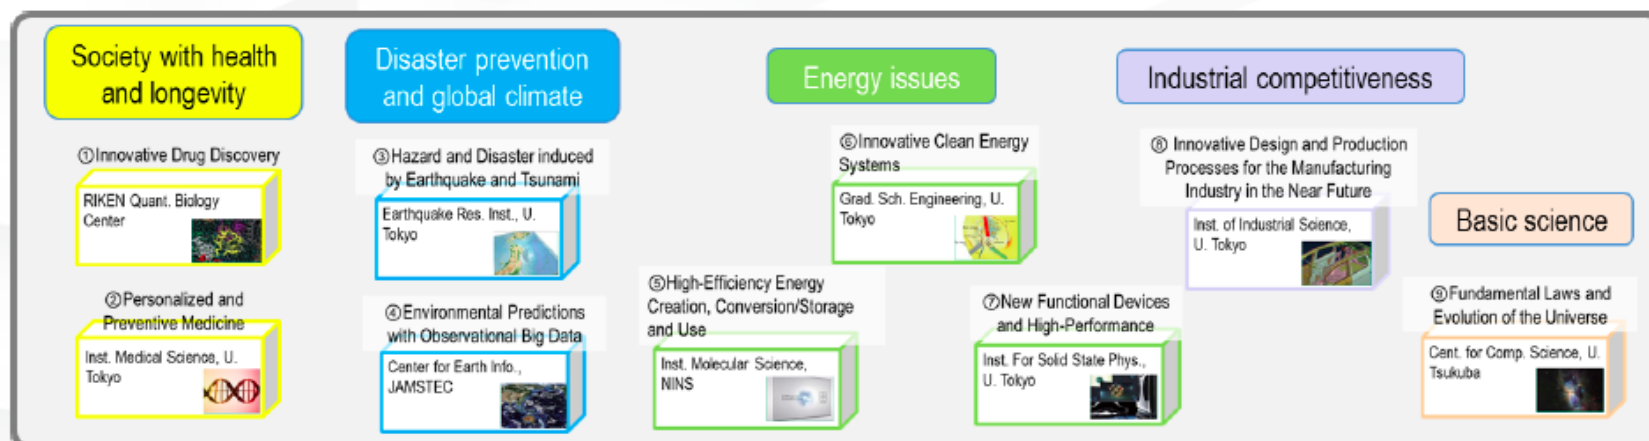 Society with health
and longevity
Disaster prevention
and global climate
Energy issues
Industrial competitiveness
Basic science
①Innovative Drug Discovery
RIKEN Quant. Biology
Center
②Personalized and
Preventive Medicine
Inst. Medical Science, U.
Tokyo
③Hazard and Disaster induced
by Earthquake and Tsunami
Earthquake Res. Inst., U.
Tokyo
④Environmental Predictions
with Observational Big Data
Center for Earth Info.,
JAMSTEC
⑤High-Efficiency Energy
Creation, Conversion/Storage
and Use
Inst. Molecular Science,
NINS
⑥Innovative Clean Energy
Systems
Grad. Sch. Engineering, U.
Tokyo
⑦New Functional Devices
and High-Performance
Inst. For Solid State Phys.,
U. Tokyo
⑧ Innovative Design and Production
Processes for the Manufacturing
Industry in the Near Future
Inst. of Industrial Science,
U. Tokyo
⑨Fundamental Laws and
Evolution of the Universe
Cent. for Comp. Science, U.
Tsukuba